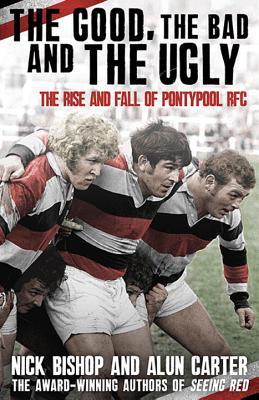 THE GOOD, THE BAD
AND THE UGLY
THE RISE AND FALL OF PONTYPOOL RFC
NICK BISHOP AND ALUN CARTER
THE AWARD-WINNING AUTHORS OF SEEING RED